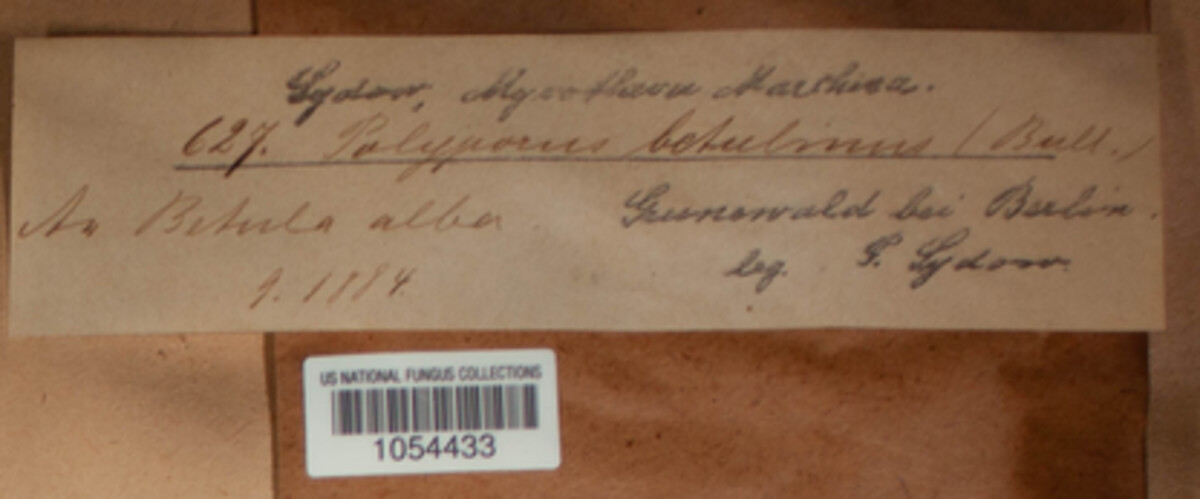 Sydow, Mycotheca Marchica.
627. Polyporus betulinus (Bull.)
An Betula alba. Grunewald bei Berlin.
9. 1884. leg. P. Sydow.
US NATIONAL FUNGUS COLLECTIONS
1054433